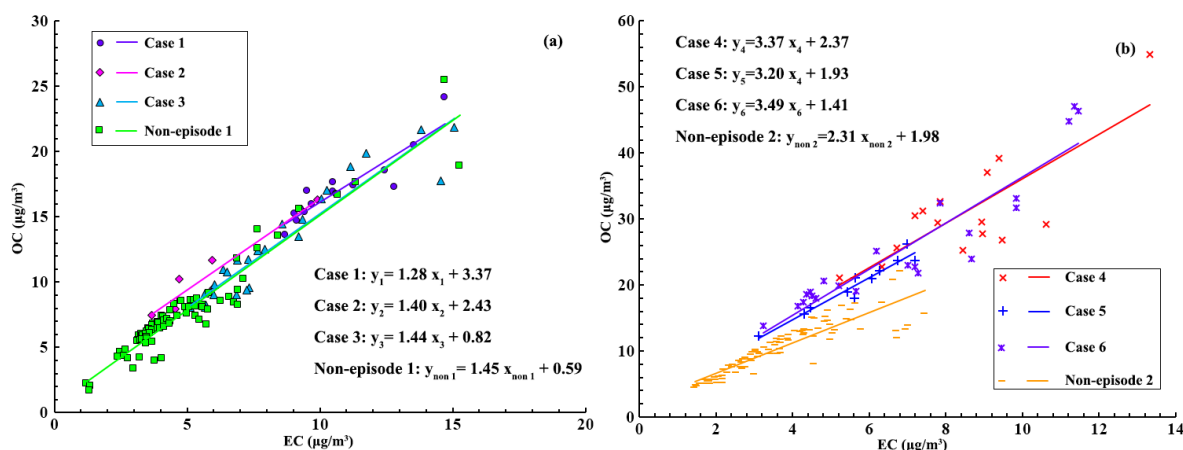 30
25
20
15
10
5
0
OC (μg/m³)
0
5
10
15
20
EC (μg/m³)
Case 1
Case 2
Case 3
Non-episode 1
(a)
Case 1: y₁= 1.28 x₁ + 3.37
Case 2: y₂= 1.40 x₂ + 2.43
Case 3: y₃= 1.44 x₃ + 0.82
Non-episode 1: y non 1= 1.45 x non 1 + 0.59
60
50
40
30
20
10
0
OC (μg/m³)
0
2
4
6
8
10
12
14
EC (μg/m³)
Case 4: y₄=3.37 x₄ + 2.37
(b)
Case 5: y₅=3.20 x₄ + 1.93
Case 6: y₆=3.49 x₆ + 1.41
Non-episode 2: y non 2=2.31 x non 2 + 1.98
Case 4
Case 5
Case 6
Non-episode 2